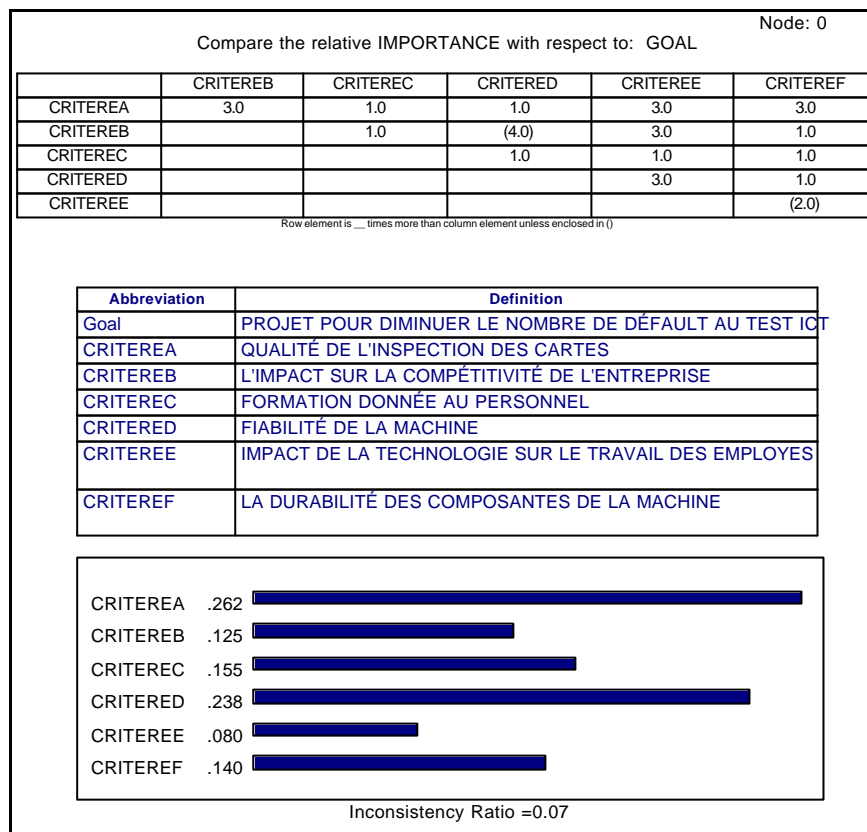 Node: 0
Compare the relative IMPORTANCE with respect to: GOAL
CRITEREB CRITEREC CRITERED CRITEREE CRITEREF
CRITEREA 3.0 1.0 1.0 3.0 3.0
CRITEREB 1.0 (4.0) 3.0 1.0
CRITEREC 1.0 1.0 1.0
CRITERED 3.0 1.0
CRITEREE (2.0)
Row element is __ times more than column element unless enclosed in ()
Abbreviation Definition
Goal PROJET POUR DIMINUER LE NOMBRE DE DÉFAULT AU TEST ICT
CRITEREA QUALITÉ DE L'INSPECTION DES CARTES
CRITEREB L'IMPACT SUR LA COMPÉTITIVITÉ DE L'ENTREPRISE
CRITEREC FORMATION DONNÉE AU PERSONNEL
CRITERED FIABILITÉ DE LA MACHINE
CRITEREE IMPACT DE LA TECHNOLOGIE SUR LE TRAVAIL DES EMPLOYES
CRITEREF LA DURABILITÉ DES COMPOSANTES DE LA MACHINE
CRITEREA .262
CRITEREB .125
CRITEREC .155
CRITERED .238
CRITEREE .080
CRITEREF .140
Inconsistency Ratio =0.07